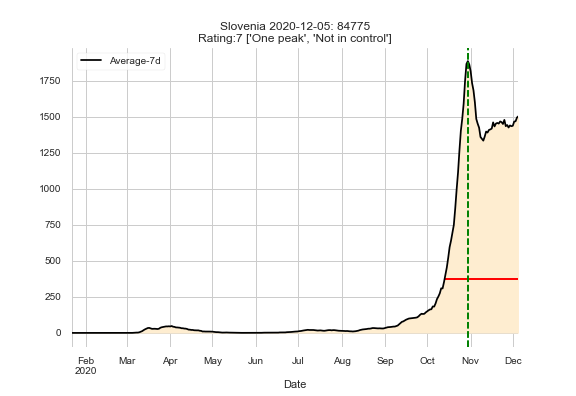 Slovenia 2020-12-05: 84775
Rating:7 ['One peak', 'Not in control']
Average-7d
1750
1500
1250
1000
750
500
250
0
Feb Mar Apr May Jun Jul Aug Sep Oct Nov Dec
2020
Date